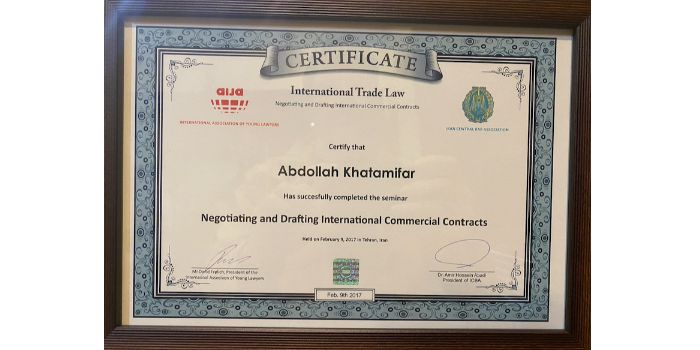 CERTIFICATE
International Trade Law
Negotiating and Drafting International Commercial Contracts
aija
INTERNATIONAL ASSOCIATION OF YOUNG LAWYERS
IRAN CENTRAL BAR ASSOCIATION
Certify that
Abdollah Khatamifar
Has succesfully completed the seminar
Negotiating and Drafting International Commercial Contracts
Held on February 9, 2017 in Tehran, Iran
President of the
International Association of Young Lawyers
Dr. Amir Hossein
President of ICBA
Feb. 9th 2017